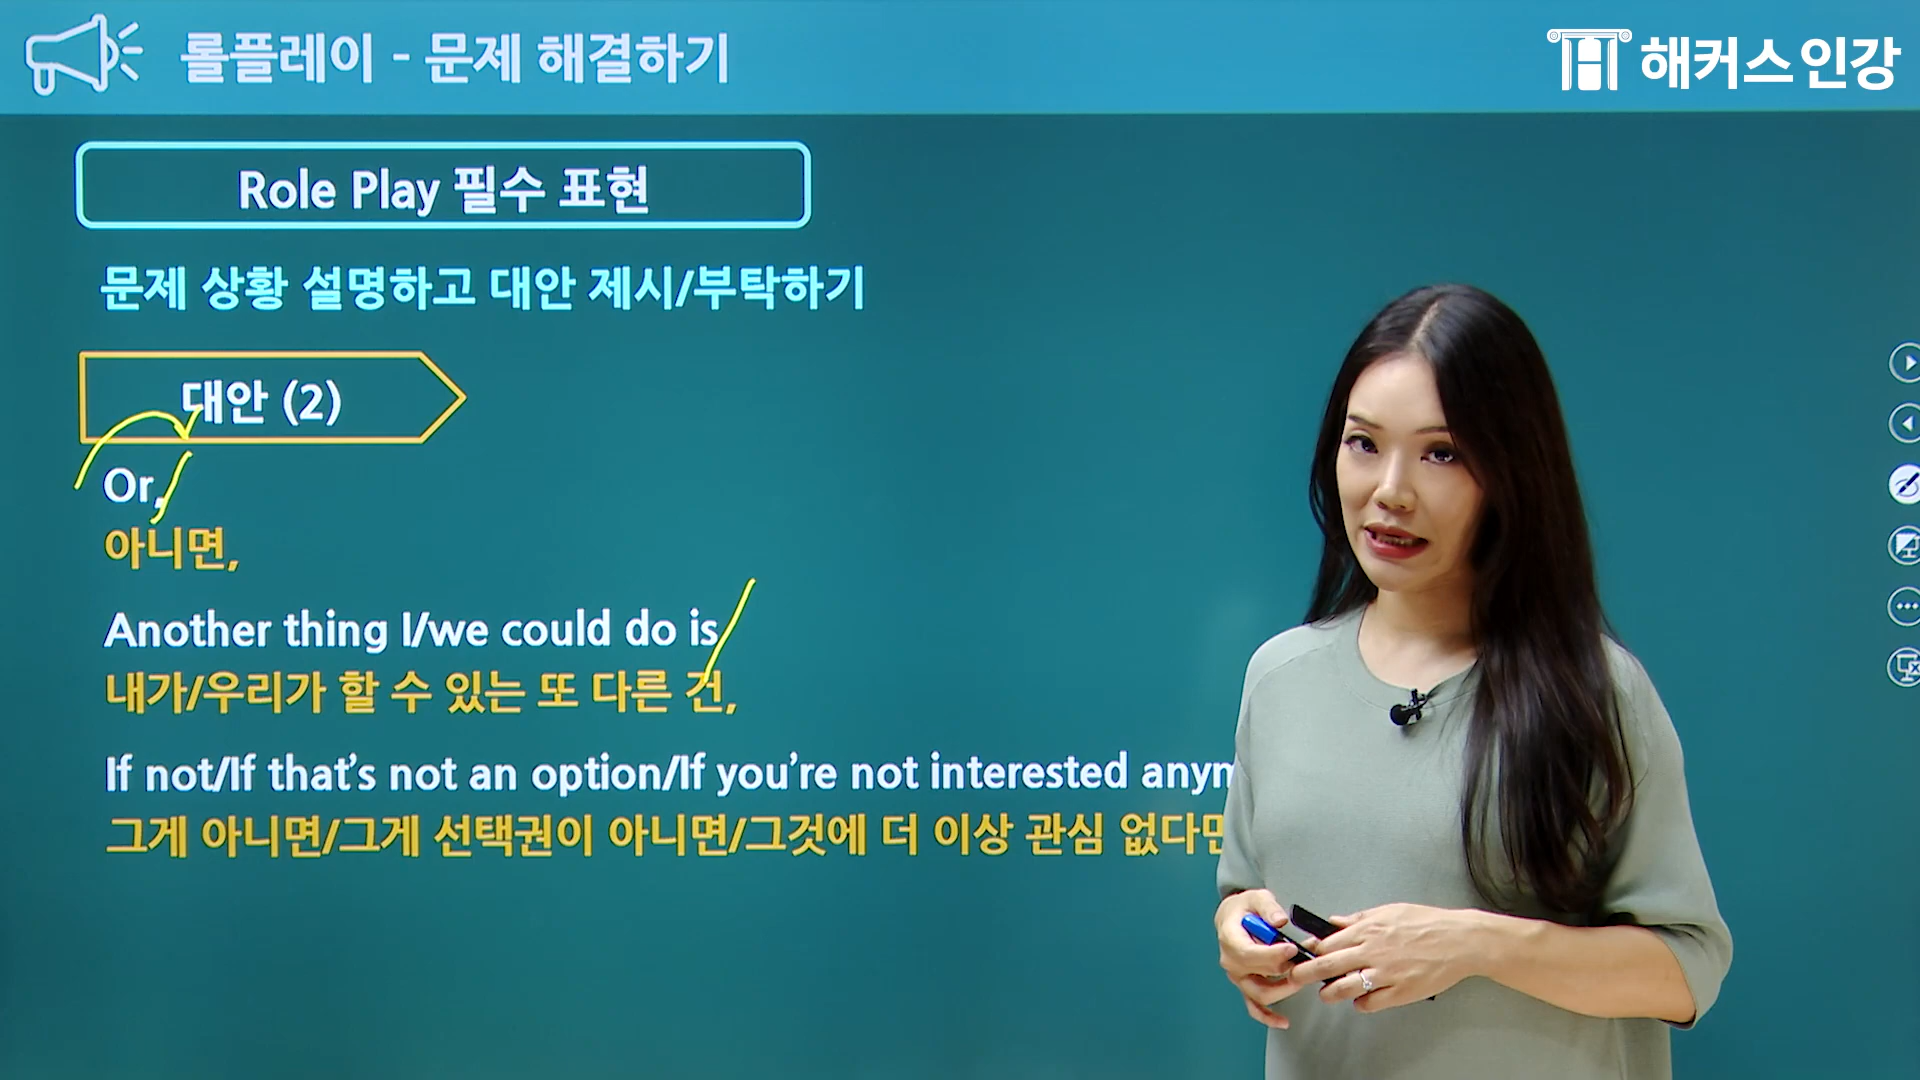 롤플레이 - 문제 해결하기
해커스인강
Role Play 필수 표현
문제 상황 설명하고 대안 제시/부탁하기
대안 (2)
Or,
아니면,
Another thing I/we could do is
내가/우리가 할 수 있는 또 다른 건,
If not/If that's not an option/If you're not interested
그게 아니면/그게 선택권이 아니면/그것에 더 이상 관심